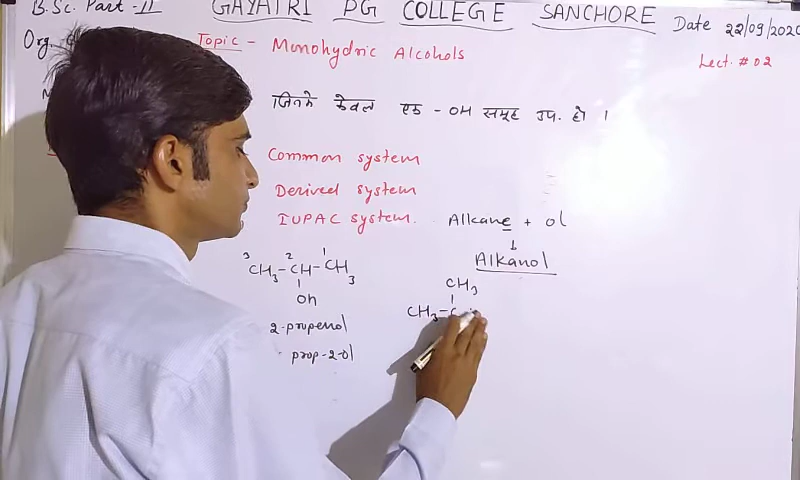 B.Sc. Part-II GAYATRI PG COLLEGE SANCHORE Date 22/09/2020
Org.
Topic - Monohydric Alcohols
Lect. # 02
जिनमे केवल एक - OH समूह उप. हो ।
Common system
Derived system
IUPAC system. Alkane + ol
↓
Alkanol
3 2 1
CH3-CH-CH3
OH
2-propenol
prop-2-ol
CH3
CH3-C